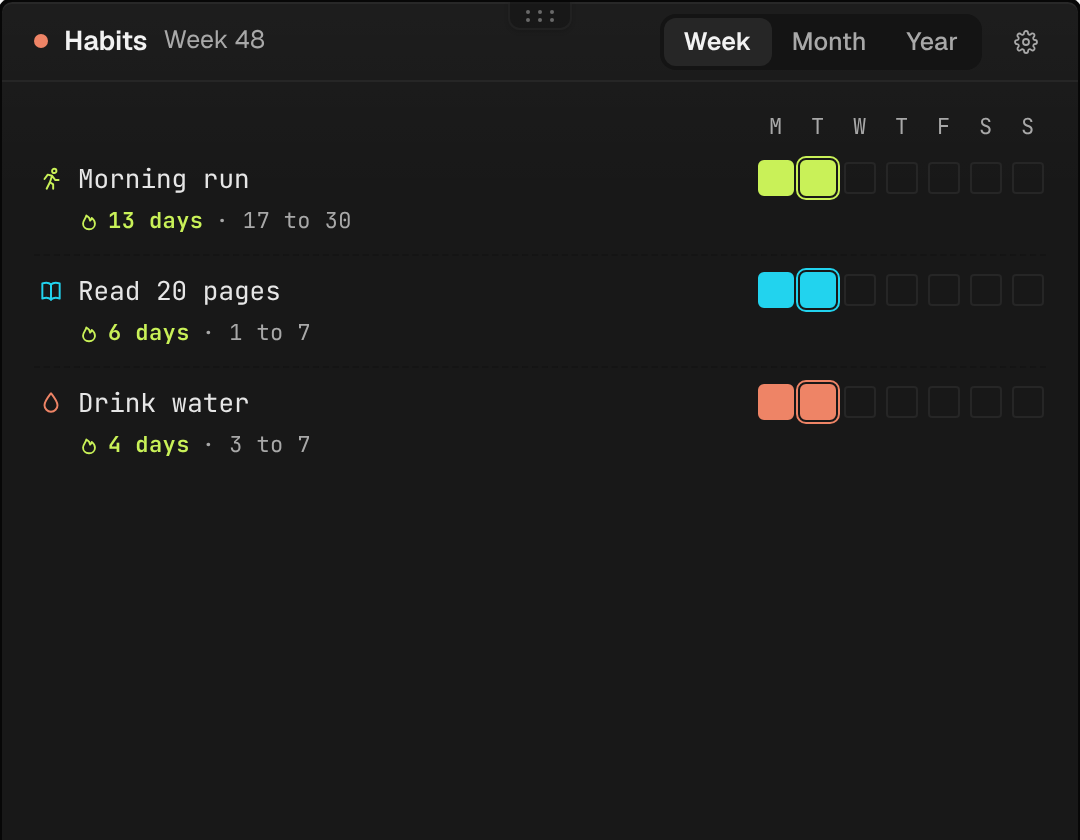 Habits Week 48 Week Month Year
M T W T F S S
Morning run
13 days · 17 to 30
Read 20 pages
6 days · 1 to 7
Drink water
4 days · 3 to 7